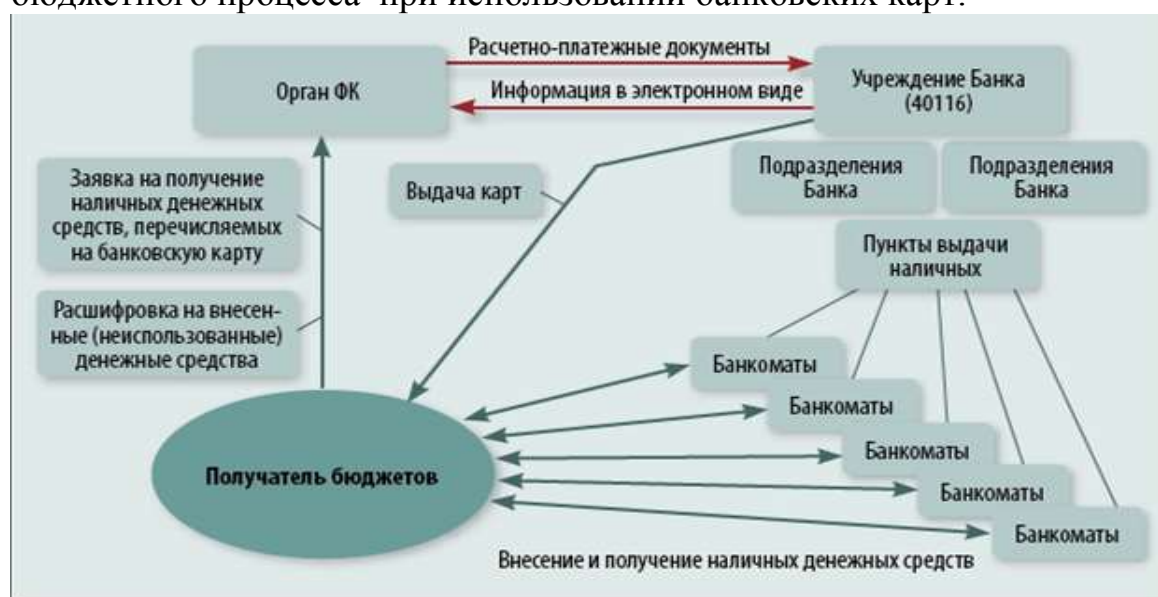 бюджетного процесса при использовании банковских карт.
Расчетно-платежные документы
Орган ФК
Информация в электронном виде
Учреждение Банка
(40116)
Заявка на получение
наличных денежных
средств, перечисляемых
на банковскую карту
Выдача карт
Подразделения
Банка
Подразделения
Банка
Пункты выдачи
наличных
Расшифровка на внесен-
ные (неиспользованные)
денежные средства
Банкоматы
Банкоматы
Банкоматы
Банкоматы
Банкоматы
Получатель бюджетов
Внесение и получение наличных денежных средств